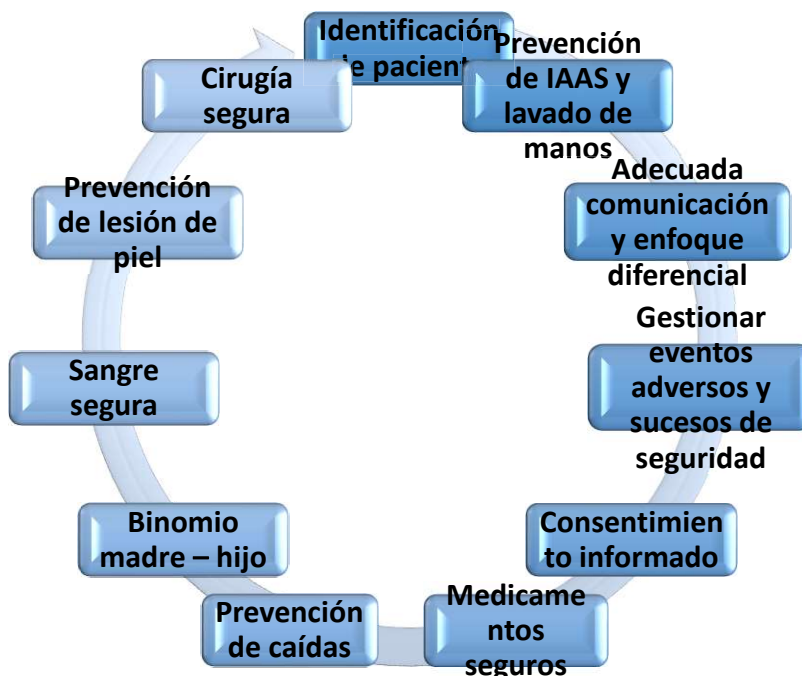 Identificación
de paciente
Prevención
de IAAS y
lavado de
manos
Adecuada
comunicación
y enfoque
diferencial
Gestionar
eventos
adversos y
sucesos de
seguridad
Consentimien
to informado
Medicame
ntos
seguros
Prevención
de caídas
Binomio
madre – hijo
Sangre
segura
Prevención
de lesión de
piel
Cirugía
segura